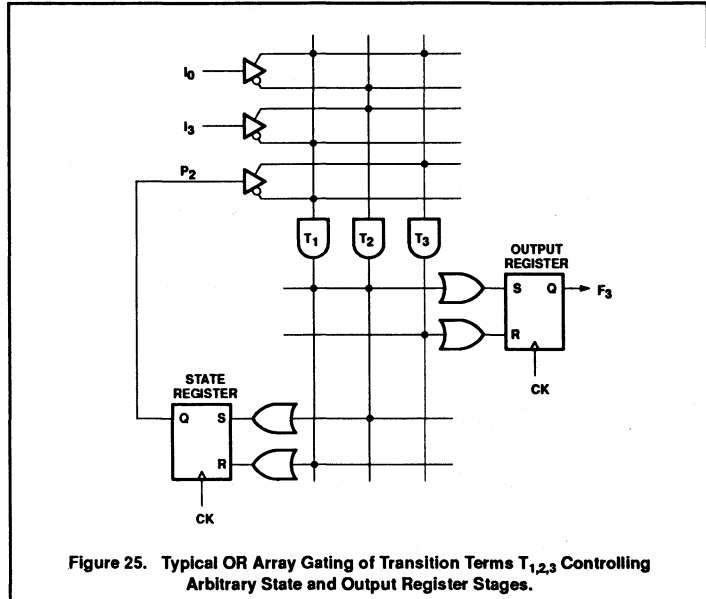 I0
I3
P2
T1 T2 T3
OUTPUT
REGISTER
S Q F3
R
CK
STATE
REGISTER
Q S
R
CK
Figure 25. Typical OR Array Gating of Transition Terms T1,2,3 Controlling
Arbitrary State and Output Register Stages.